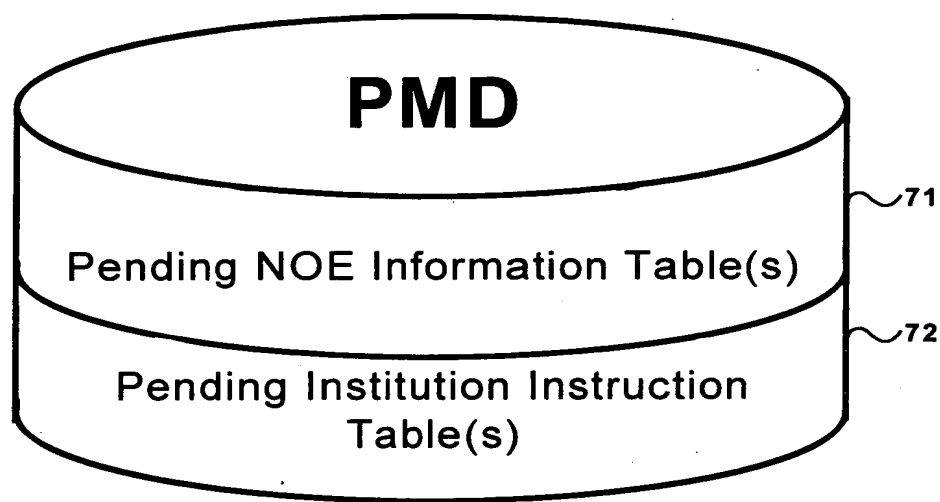 PMD
71
Pending NOE Information Table(s)
72
Pending Institution Instruction
Table(s)